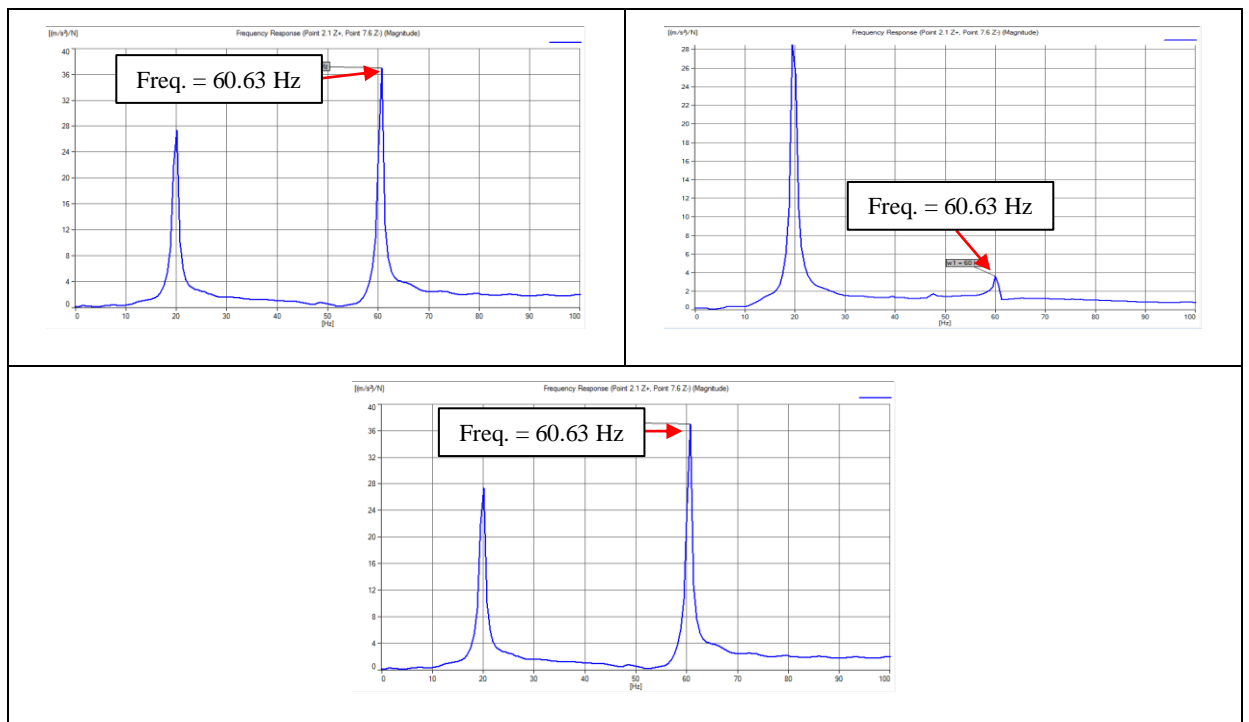 [(m/s²)/N]
Frequency Response (Point 2.1 Z+, Point 7.6 Z-) (Magnitude)
40
36
32
28
24
20
16
12
8
4
0
Freq. = 60.63 Hz
0 10 20 30 40 50 60 70 80 90 100
[Hz]
[(m/s²)/N]
Frequency Response (Point 2.1 Z+, Point 7.6 Z-) (Magnitude)
28
26
24
22
20
18
16
14
12
10
8
6
4
2
0
Freq. = 60.63 Hz
w1 = 60
0 10 20 30 40 50 60 70 80 90 100
[Hz]
[(m/s²)/N]
Frequency Response (Point 2.1 Z+, Point 7.6 Z-) (Magnitude)
40
36
32
28
24
20
16
12
8
4
0
Freq. = 60.63 Hz
0 10 20 30 40 50 60 70 80 90 100
[Hz]